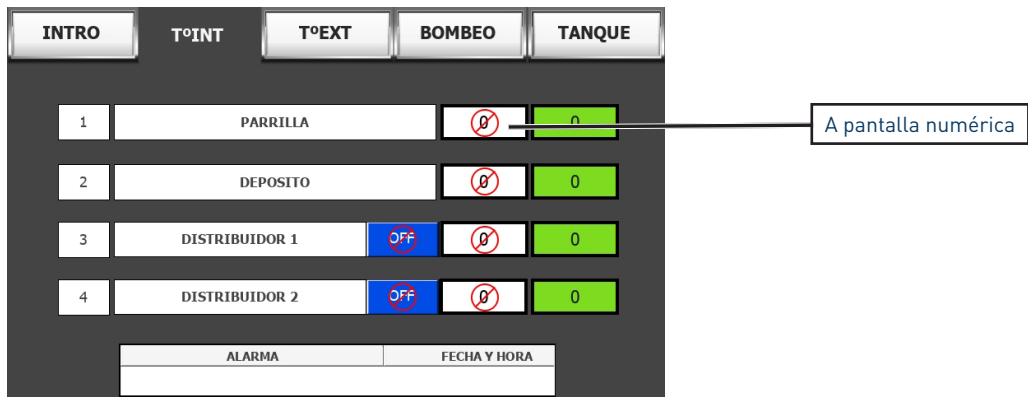 INTRO TºINT TºEXT BOMBEO TANQUE
1 PARRILLA 0 0
A pantalla numérica
2 DEPOSITO 0 0
3 DISTRIBUIDOR 1 OFF 0 0
4 DISTRIBUIDOR 2 OFF 0 0
ALARMA FECHA Y HORA